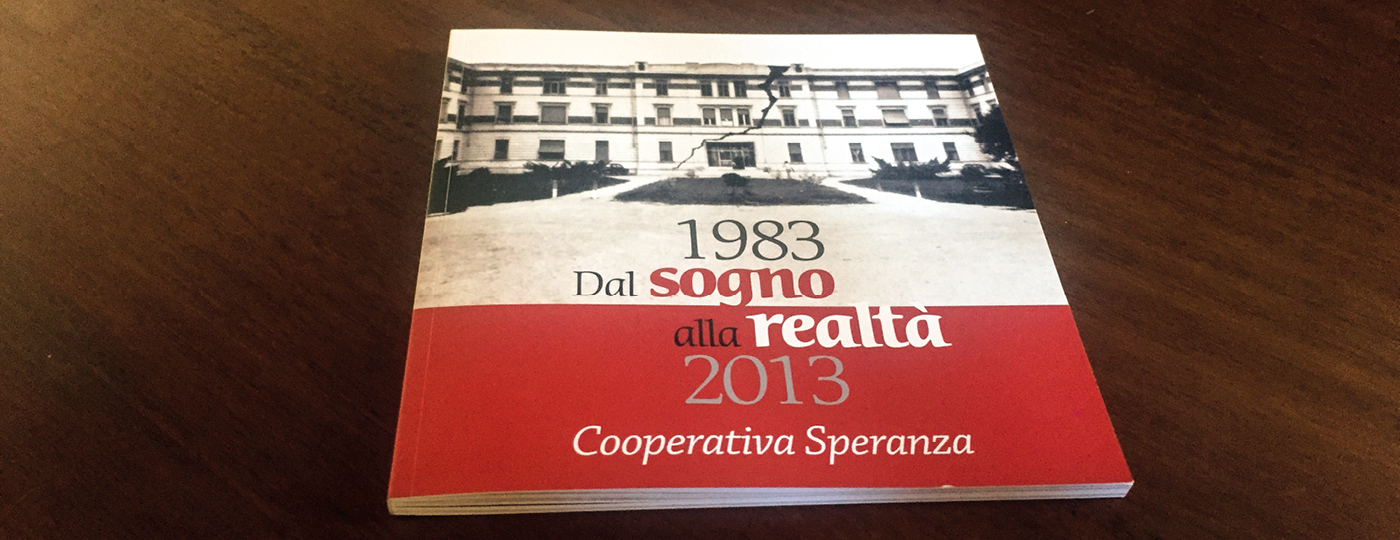 1983
Dal sogno
alla realtà
2013
Cooperativa Speranza